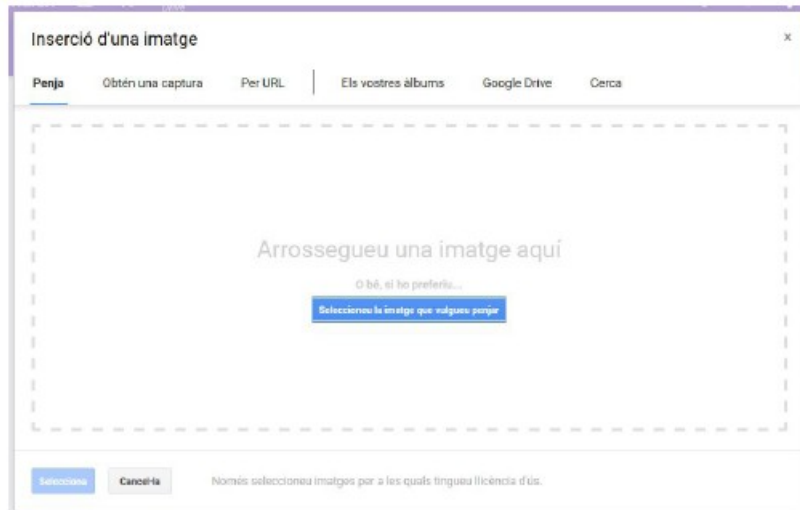 Inserció d'una imatge
x
Penja Obtén una captura Per URL Els vostres àlbums Google Drive Cerca
Arrossegueu una imatge aquí
O bé, si ho preferiu...
Seleccioneu la imatge que vulgueu penjar
Selecciona Cancel·la Només seleccioneu imatges per a les quals tingueu llicència d'ús.